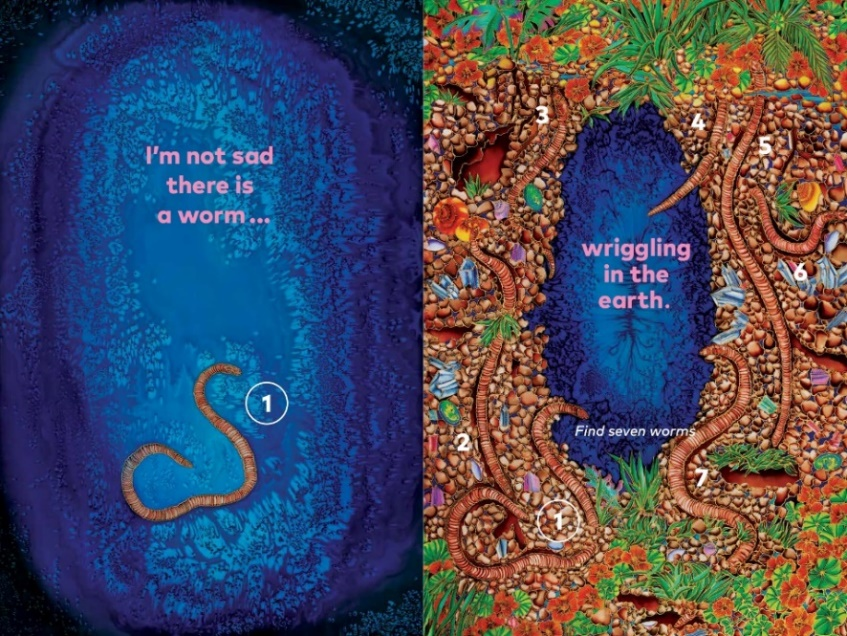 I'm not sad
there is
a worm...
1
3
4
5
wriggling
in the
earth.
6
Find seven worms
2
7
1